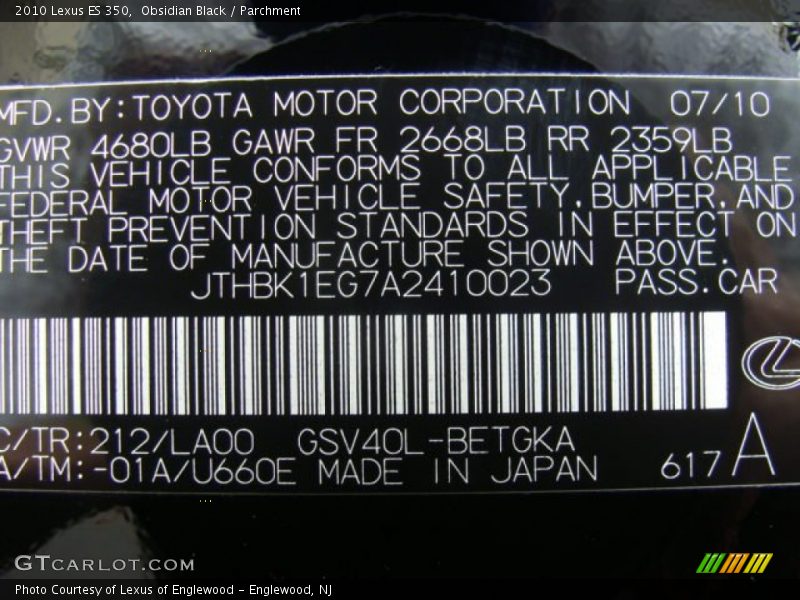 2010 Lexus ES 350,  Obsidian Black / Parchment
MFD.BY:TOYOTA MOTOR CORPORATION 07/10
GVWR 4680LB GAWR FR 2668LB RR 2359LB
THIS VEHICLE CONFORMS TO ALL APPLICABLE
FEDERAL MOTOR VEHICLE SAFETY,BUMPER,AND
THEFT PREVENTION STANDARDS IN EFFECT ON
THE DATE OF MANUFACTURE SHOWN ABOVE.
JTHBK1EG7A2410023 PASS.CAR
C/TR:212/LA00 GSV40L-BETGKA
A/TM:-01A/U660E MADE IN JAPAN 617A
GTCARLOT.COM
Photo Courtesy of Lexus of Englewood - Englewood, NJ